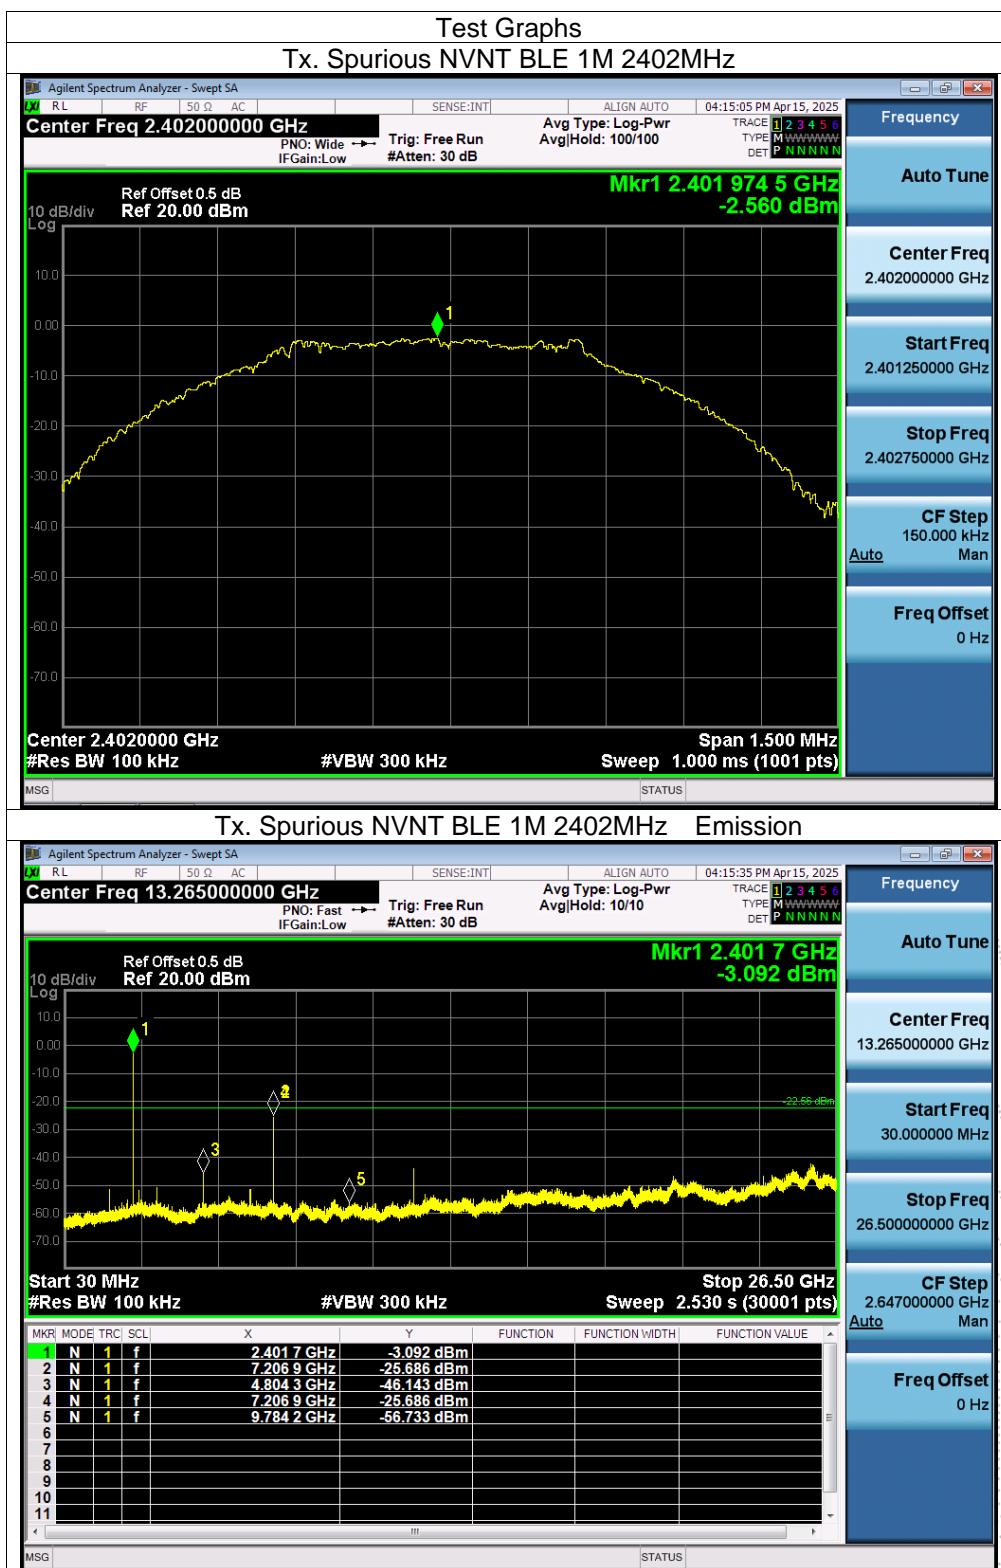 Test Graphs
Tx. Spurious NVNT BLE 1M 2402MHz
Agilent Spectrum Analyzer - Swept SA
LXI RL RF 50 Ω AC SENSE:INT ALIGN AUTO 04:15:05 PM Apr 15, 2025
Center Freq 2.402000000 GHz
PNO: Wide
IFGain:Low
Trig: Free Run
#Atten: 30 dB
Avg Type: Log-Pwr
Avg|Hold: 100/100
TRACE 1 2 3 4 5 6
TYPE M WWWWW
DET P N N N N N
Frequency
Auto Tune
Center Freq
2.402000000 GHz
Start Freq
2.401250000 GHz
Stop Freq
2.402750000 GHz
CF Step
150.000 kHz
Auto Man
Freq Offset
0 Hz
Ref Offset 0.5 dB
10 dB/div Ref 20.00 dBm
Log
Mkr1 2.401 974 5 GHz
-2.560 dBm
10.0
0.00
-10.0
-20.0
-30.0
-40.0
-50.0
-60.0
-70.0
1
Center 2.4020000 GHz Span 1.500 MHz
#Res BW 100 kHz #VBW 300 kHz Sweep 1.000 ms (1001 pts)
MSG STATUS
Tx. Spurious NVNT BLE 1M 2402MHz Emission
Agilent Spectrum Analyzer - Swept SA
LXI RL RF 50 Ω AC SENSE:INT ALIGN AUTO 04:15:35 PM Apr 15, 2025
Center Freq 13.265000000 GHz
PNO: Fast
IFGain:Low
Trig: Free Run
#Atten: 30 dB
Avg Type: Log-Pwr
Avg|Hold: 10/10
TRACE 1 2 3 4 5 6
TYPE M WWWWW
DET P N N N N N
Frequency
Auto Tune
Center Freq
13.265000000 GHz
Start Freq
30.000000 MHz
Stop Freq
26.500000000 GHz
CF Step
2.647000000 GHz
Auto Man
Freq Offset
0 Hz
Ref Offset 0.5 dB
10 dB/div Ref 20.00 dBm
Log
Mkr1 2.401 7 GHz
-3.092 dBm
10.0
0.00
-10.0
-20.0
-30.0
-40.0
-50.0
-60.0
-70.0
1
3
5
-22.56 dBm
Start 30 MHz Stop 26.50 GHz
#Res BW 100 kHz #VBW 300 kHz Sweep 2.530 s (30001 pts)
MKR MODE TRC SCL X Y FUNCTION FUNCTION WIDTH FUNCTION VALUE
1 N 1 f 2.401 7 GHz -3.092 dBm
2 N 1 f 7.206 9 GHz -25.686 dBm
3 N 1 f 4.804 3 GHz -46.143 dBm
4 N 1 f 7.206 9 GHz -25.686 dBm
5 N 1 f 9.784 2 GHz -56.733 dBm
6
7
8
9
10
11
MSG STATUS